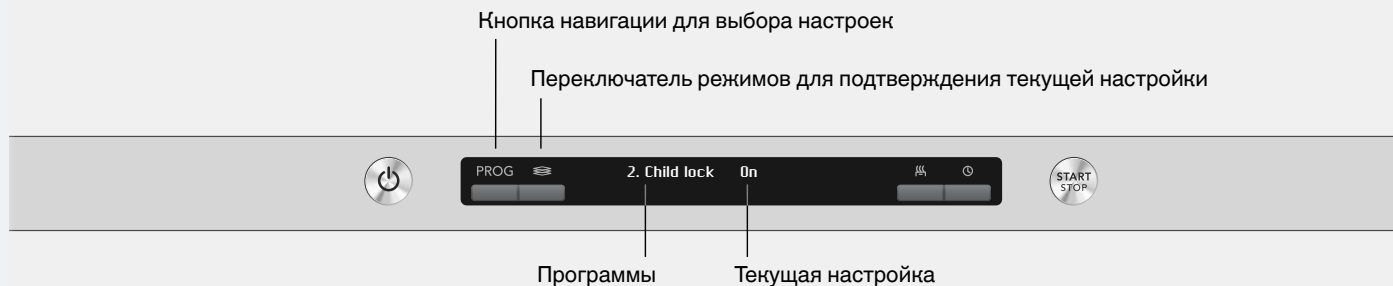 Кнопка навигации для выбора настроек
Переключатель режимов для подтверждения текущей настройки
PROG
2. Child lock On
START
STOP
Программы
Текущая настройка